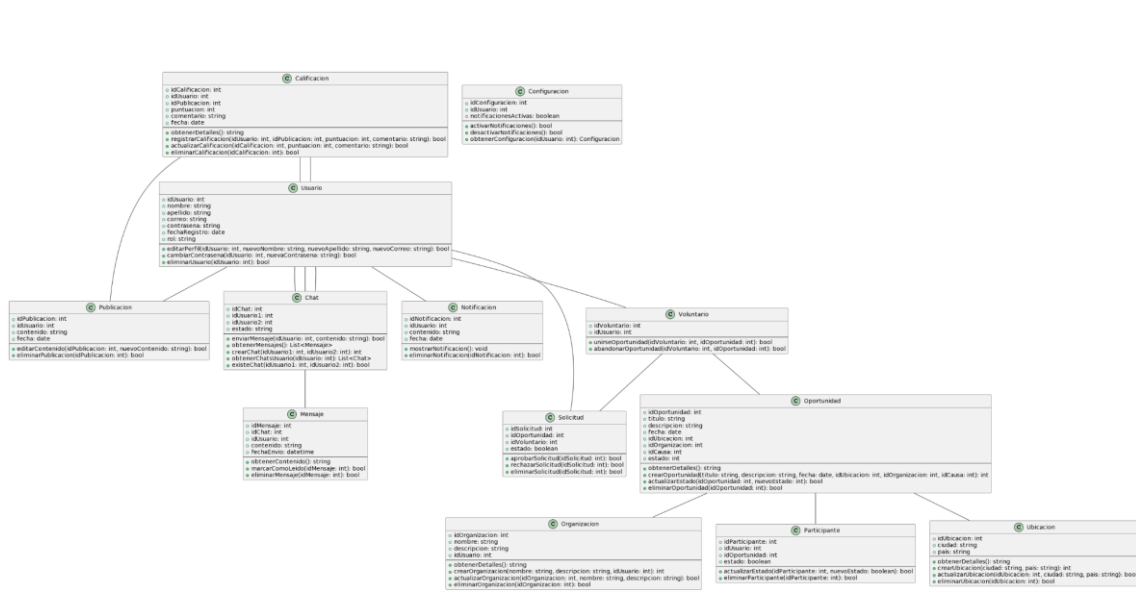 C Calificacion
idCalificacion: int
idUsuario: int
idPublicacion: int
puntuacion: int
comentario: string
fecha: date
obtenerDetalles(): string
registrarCalificacion(idUsuario: int, idPublicacion: int, puntuacion: int, comentario: string): bool
actualizarCalificacion(idCalificacion: int, puntuacion: int, comentario: string): bool
eliminarCalificacion(idCalificacion: int): bool
C Configuracion
idConfiguracion: int
idUsuario: int
notificacionesActivas: boolean
activarNotificaciones(): bool
desactivarNotificaciones(): bool
obtenerConfiguracion(idUsuario: int): Configuracion
C Usuario
idUsuario: int
nombre: string
apellido: string
correo: string
contrasena: string
fechaRegistro: date
rol: string
editarPerfil(idUsuario: int, nuevoNombre: string, nuevoApellido: string, nuevoCorreo: string): bool
cambiarContrasena(idUsuario: int, nuevaContrasena: string): bool
eliminarUsuario(idUsuario: int): bool
C Publicacion
idPublicacion: int
idUsuario: int
contenido: string
fecha: date
editarContenido(idPublicacion: int, nuevoContenido: string): bool
eliminarPublicacion(idPublicacion: int): bool
C Chat
idChat: int
idUsuario1: int
idUsuario2: int
estado: string
enviarMensaje(idUsuario: int, contenido: string): bool
obtenerMensajes(): List<Mensaje>
crearChat(idUsuario1: int, idUsuario2: int): int
obtenerChatsUsuario(idUsuario: int): List<Chat>
existeChat(idUsuario1: int, idUsuario2: int): bool
C Notificacion
idNotificacion: int
idUsuario: int
contenido: string
fecha: date
mostrarNotificacion(): void
eliminarNotificacion(idNotificacion: int): bool
C Voluntario
idVoluntario: int
idUsuario: int
unirseOportunidad(idVoluntario: int, idOportunidad: int): bool
abandonarOportunidad(idVoluntario: int, idOportunidad: int): bool
C Mensaje
idMensaje: int
idChat: int
idUsuario: int
contenido: string
fechaEnvio: datetime
obtenerContenido(): string
marcarComoLeido(idMensaje: int): bool
eliminarMensaje(idMensaje: int): bool
C Solicitud
idSolicitud: int
idOportunidad: int
idVoluntario: int
estado: boolean
aprobarSolicitud(idSolicitud: int): bool
rechazarSolicitud(idSolicitud: int): bool
eliminarSolicitud(idSolicitud: int): bool
C Oportunidad
idOportunidad: int
titulo: string
descripcion: string
fecha: date
idUbicacion: int
idOrganizacion: int
idCausa: int
estado: int
obtenerDetalles(): string
crearOportunidad(titulo: string, descripcion: string, fecha: date, idUbicacion: int, idOrganizacion: int, idCausa: int): int
actualizarEstado(idOportunidad: int, nuevoEstado: int): bool
eliminarOportunidad(idOportunidad: int): bool
C Organizacion
idOrganizacion: int
nombre: string
descripcion: string
idUsuario: int
obtenerDetalles(): string
crearOrganizacion(nombre: string, descripcion: string, idUsuario: int): int
actualizarOrganizacion(idOrganizacion: int, nombre: string, descripcion: string): bool
eliminarOrganizacion(idOrganizacion: int): bool
C Participante
idParticipante: int
idUsuario: int
idOportunidad: int
estado: boolean
actualizarEstado(idParticipante: int, nuevoEstado: boolean): bool
eliminarParticipante(idParticipante: int): bool
C Ubicacion
idUbicacion: int
ciudad: string
pais: string
obtenerDetalles(): string
crearUbicacion(ciudad: string, pais: string): int
actualizarUbicacion(idUbicacion: int, ciudad: string, pais: string): bool
eliminarUbicacion(idUbicacion: int): bool